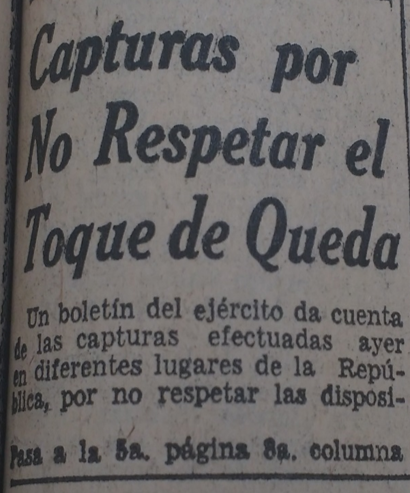 Capturas por
No Respetar el
Toque de Queda
Un boletín del ejército da cuenta
de las capturas efectuadas ayer
en diferentes lugares de la Repú-
blica, por no respetar las disposi-
Pasa a la 5a. página 8a. columna